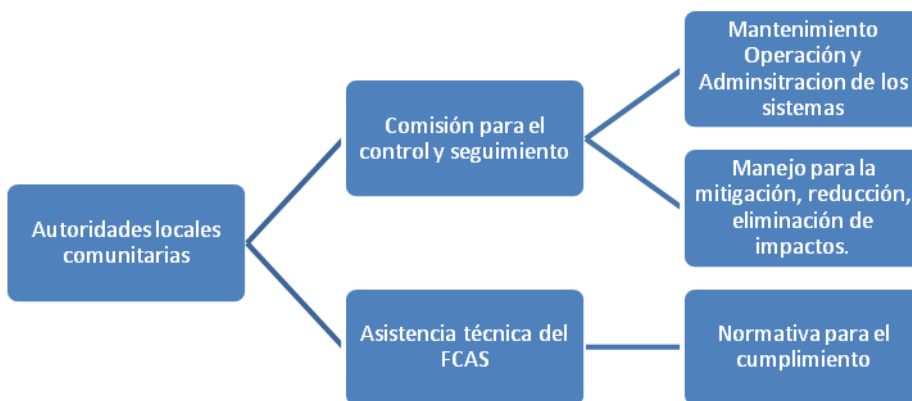 Mantenimiento
Operación y
Adminsitracion de los
sistemas
Comisión para el
control y seguimiento
Manejo para la
mitigación, reducción,
eliminación de
impactos.
Autoridades locales
comunitarias
Asistencia técnica del
FCAS
Normativa para el
cumplimiento